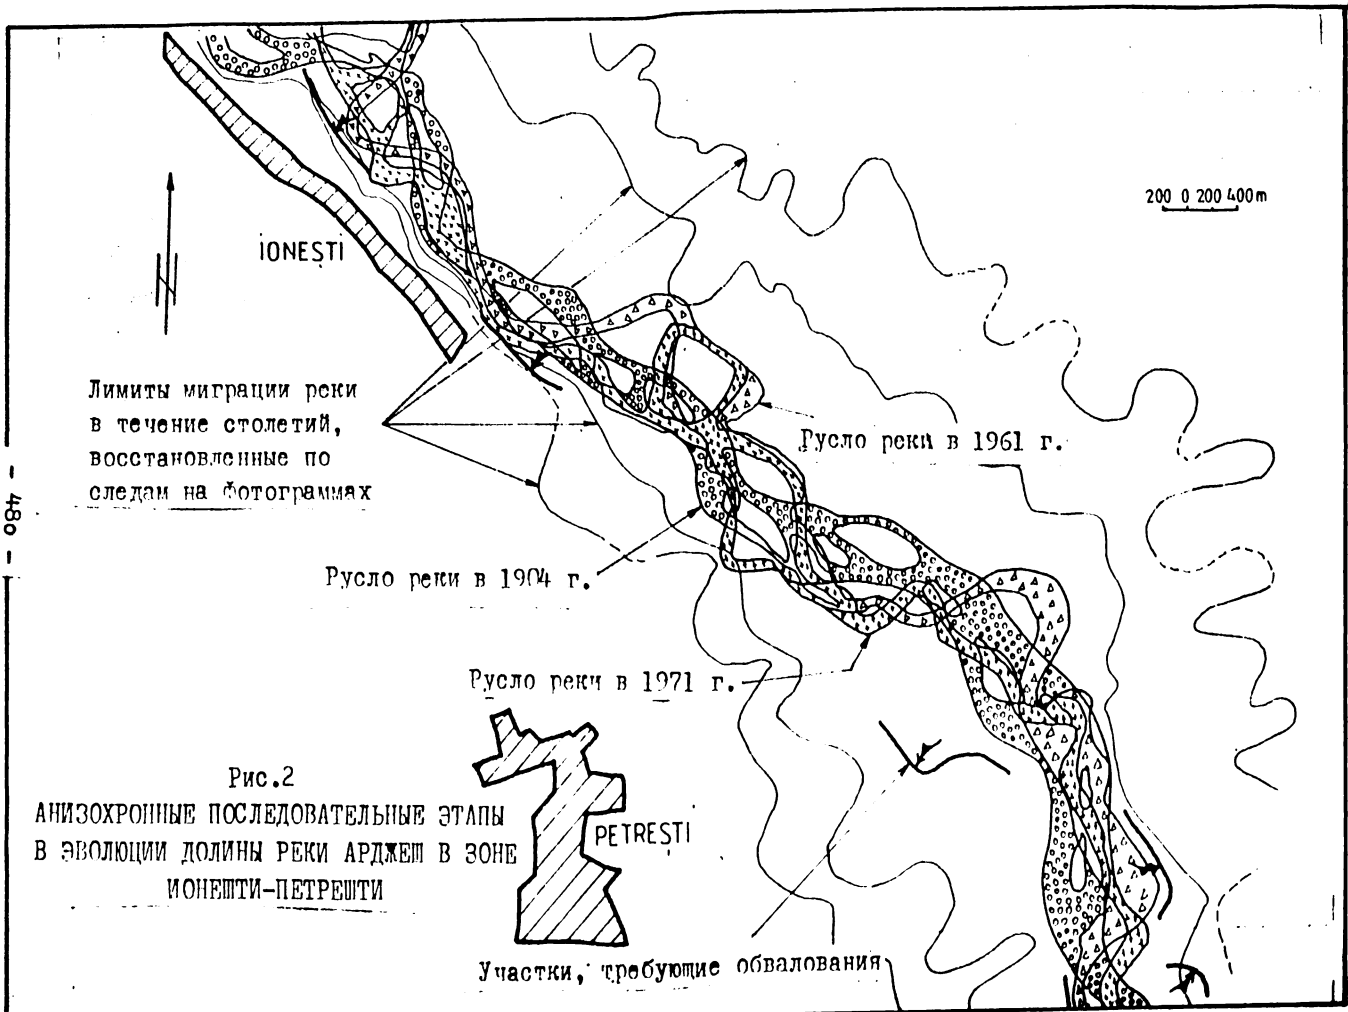 200 0 200 400m
IONEȘTI
Лимиты миграции реки
в течение столетий,
восстановленные по
следам на фотограммах
Русло реки в 1961 г.
- 480 -
Русло реки в 1904 г.
Русло реки в 1971 г.
Рис.2
АНИЗОХРОННЫЕ ПОСЛЕДОВАТЕЛЬНЫЕ ЭТАПЫ
В ЭВОЛЮЦИИ ДОЛИНЫ РЕКИ АРДЖЕШ В ЗОНЕ
ИОНЕШТИ-ПЕТРЕШТИ
PETREȘTI
Участки, требующие обвалования